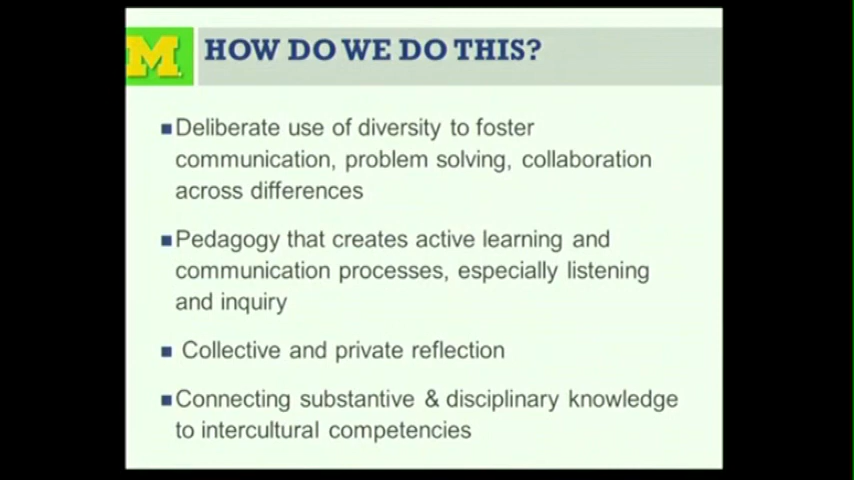 M
HOW DO WE DO THIS?
■Deliberate use of diversity to foster
communication, problem solving, collaboration
across differences
■Pedagogy that creates active learning and
communication processes, especially listening
and inquiry
■ Collective and private reflection
■Connecting substantive & disciplinary knowledge
to intercultural competencies